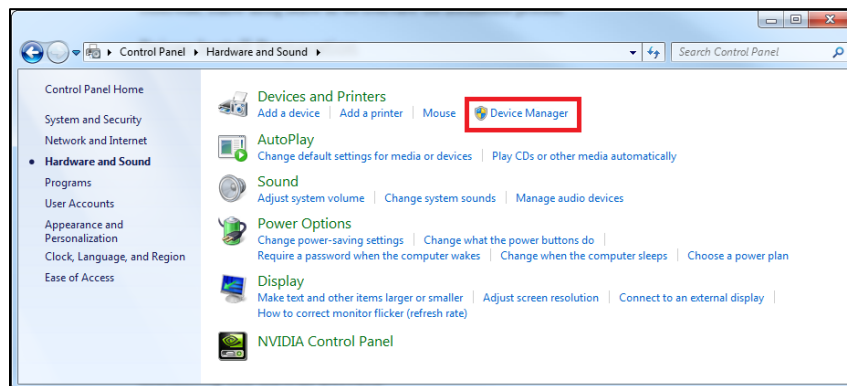 Control Panel Hardware and Sound Search Control Panel
Control Panel Home
System and Security
Network and Internet
Hardware and Sound
Programs
User Accounts
Appearance and
Personalization
Clock, Language, and Region
Ease of Access
Devices and Printers
Add a device Add a printer Mouse Device Manager
AutoPlay
Change default settings for media or devices Play CDs or other media automatically
Sound
Adjust system volume Change system sounds Manage audio devices
Power Options
Change power-saving settings Change what the power buttons do
Require a password when the computer wakes Change when the computer sleeps Choose a power plan
Display
Make text and other items larger or smaller Adjust screen resolution Connect to an external display
How to correct monitor flicker (refresh rate)
NVIDIA Control Panel